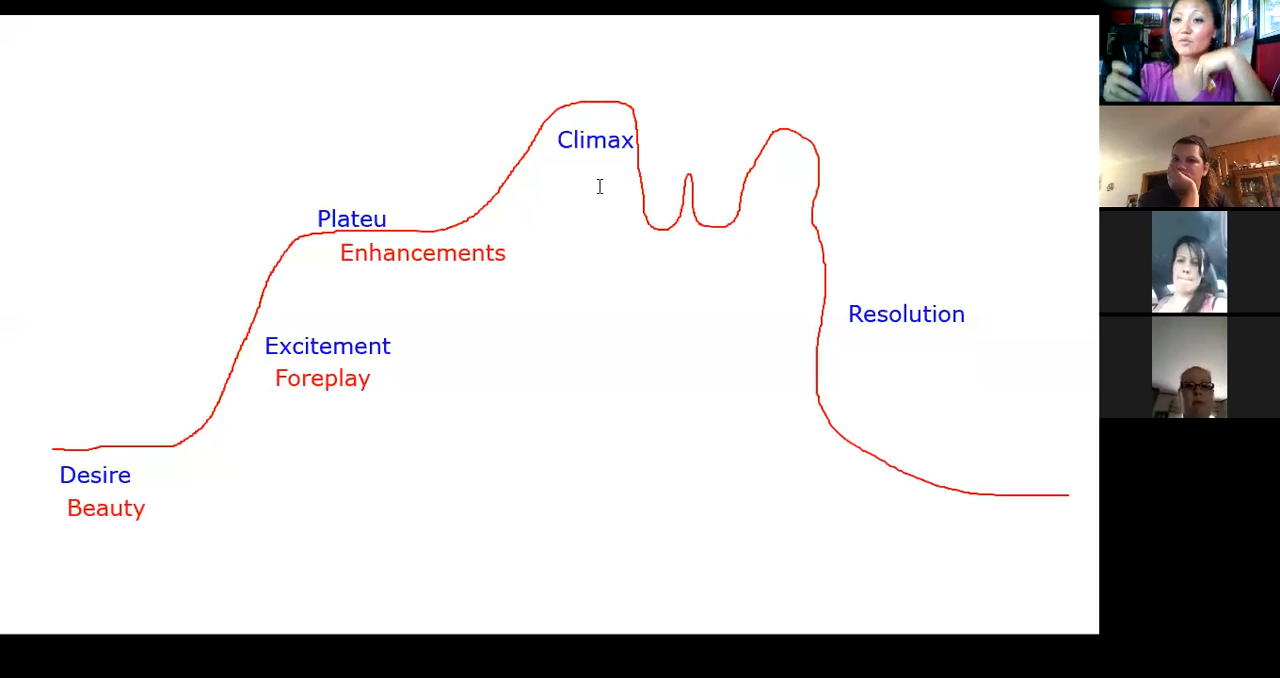 Climax
Plateu
Enhancements
Resolution
Excitement
Foreplay
Desire
Beauty